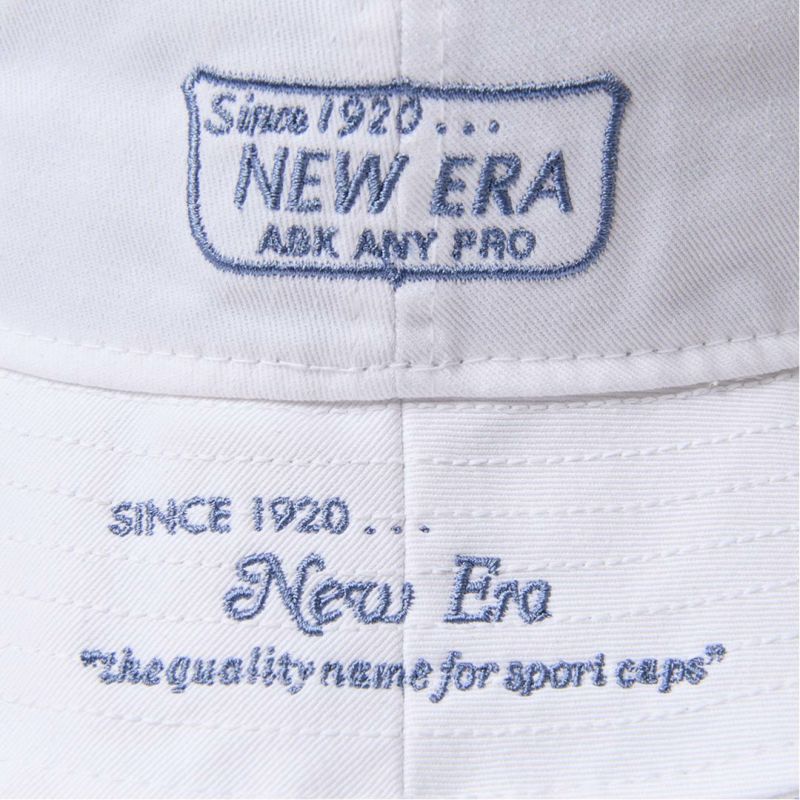 Since 1920...
NEW ERA
ASK ANY PRO
SINCE 1920...
New Era
"the quality name for sport caps"